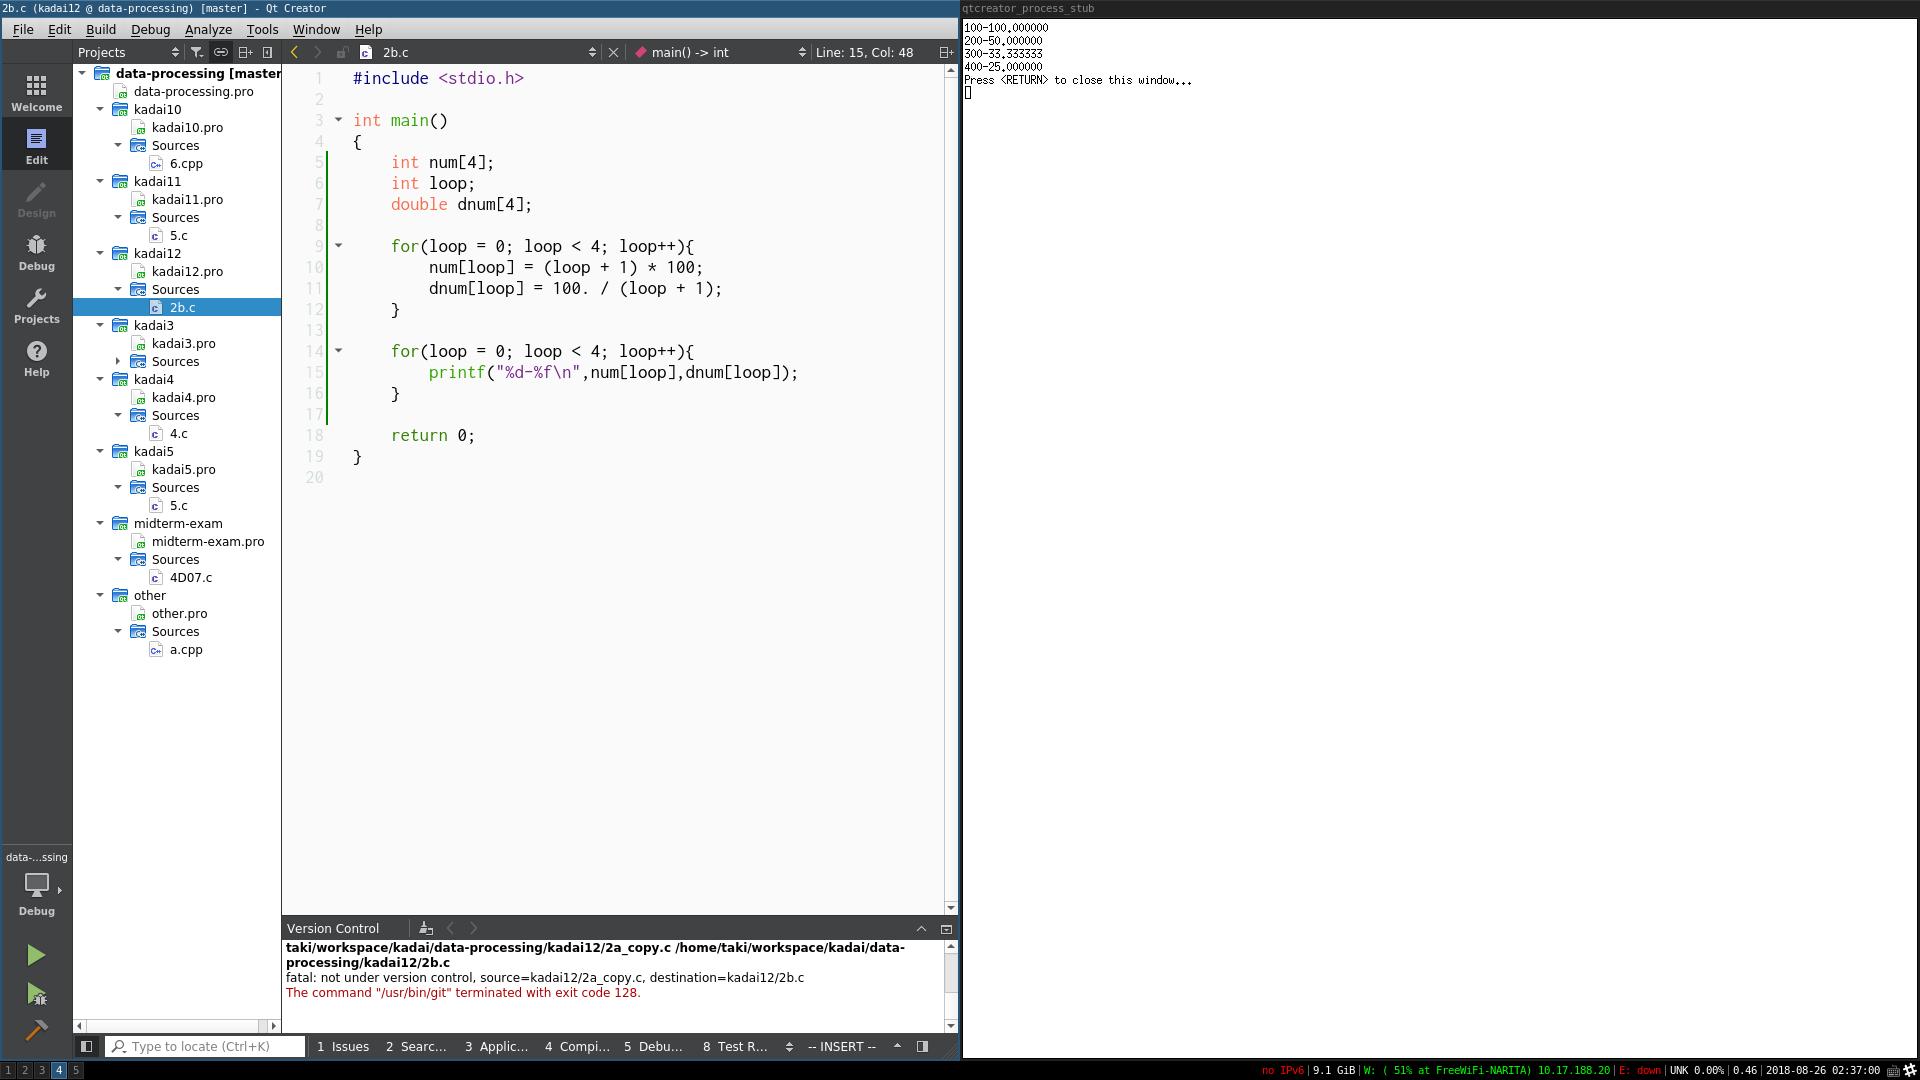 2b.c (kadai12 @ data-processing) [master] - Qt Creator
File Edit Build Debug Analyze Tools Window Help
Projects
2b.c
main() -> int
Line: 15, Col: 48
Welcome
Edit
Design
Debug
Projects
Help
data-...ssing
Debug
data-processing [master
data-processing.pro
kadai10
kadai10.pro
Sources
6.cpp
kadai11
kadai11.pro
Sources
5.c
kadai12
kadai12.pro
Sources
2b.c
kadai3
kadai3.pro
Sources
kadai4
kadai4.pro
Sources
4.c
kadai5
kadai5.pro
Sources
5.c
midterm-exam
midterm-exam.pro
Sources
4D07.c
other
other.pro
Sources
a.cpp
1 #include <stdio.h>
2
3 int main()
4 {
5     int num[4];
6     int loop;
7     double dnum[4];
8
9     for(loop = 0; loop < 4; loop++){
10         num[loop] = (loop + 1) * 100;
11         dnum[loop] = 100. / (loop + 1);
12     }
13
14     for(loop = 0; loop < 4; loop++){
15         printf("%d-%f\n",num[loop],dnum[loop]);
16     }
17
18     return 0;
19 }
20
Version Control
taki/workspace/kadai/data-processing/kadai12/2a_copy.c /home/taki/workspace/kadai/data-
processing/kadai12/2b.c
fatal: not under version control, source=kadai12/2a_copy.c, destination=kadai12/2b.c
The command "/usr/bin/git" terminated with exit code 128.
Type to locate (Ctrl+K)
1 Issues 2 Searc... 3 Applic... 4 Compi... 5 Debu... 8 Test R... -- INSERT --
qtcreator_process_stub
100-100.000000
200-50.000000
300-33.333333
400-25.000000
Press <RETURN> to close this window...
1 2 3 4 5
no IPv6|9.1 GiB|W: ( 51% at FreeWiFi-NARITA) 10.17.188.20|E: down|UNK 0.00%|0.46|2018-08-26 02:37:00